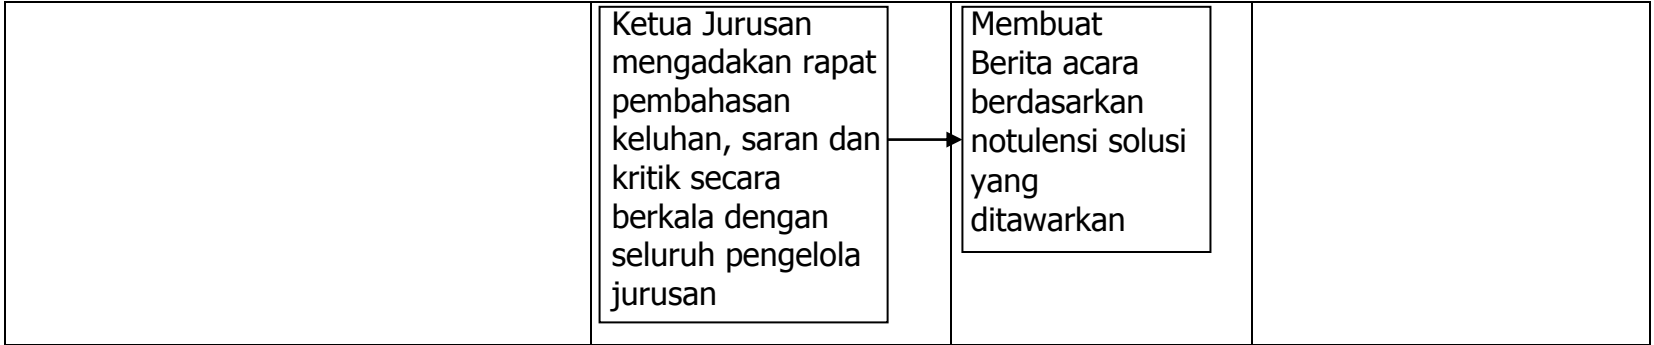 Ketua Jurusan
mengadakan rapat
pembahasan
keluhan, saran dan
kritik secara
berkala dengan
seluruh pengelola
jurusan
Membuat
Berita acara
berdasarkan
notulensi solusi
yang
ditawarkan